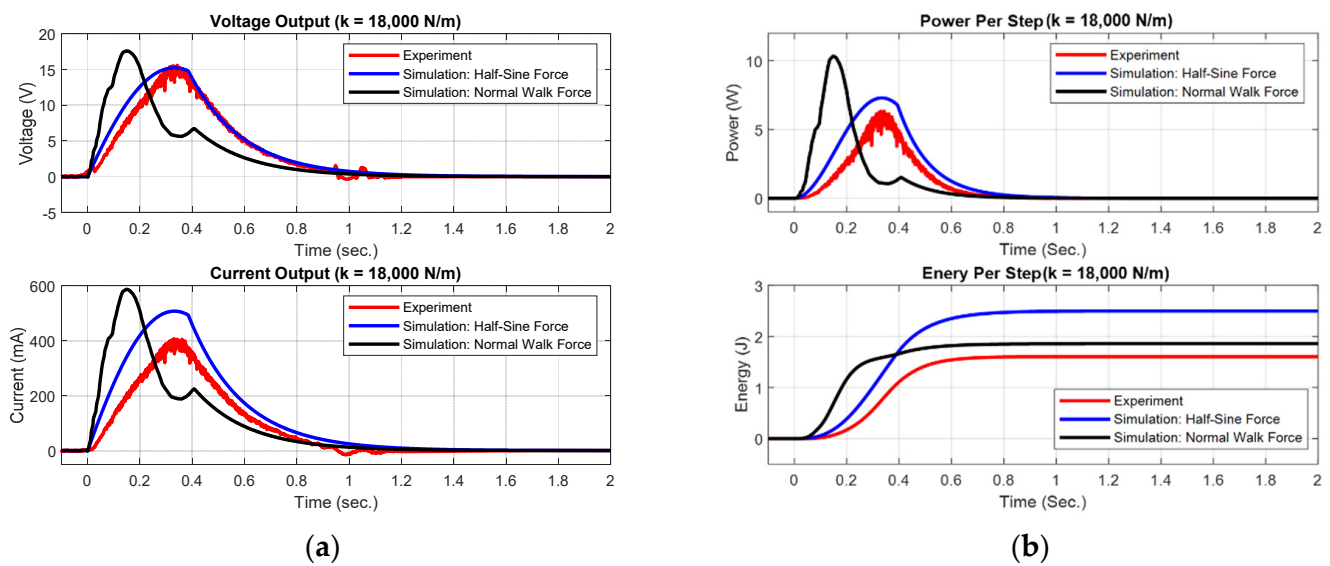 Voltage Output (k = 18,000 N/m)
20
15
10
5
0
-5
Voltage (V)
Experiment
Simulation: Half-Sine Force
Simulation: Normal Walk Force
0 0.2 0.4 0.6 0.8 1 1.2 1.4 1.6 1.8 2
Time (sec.)
Current Output (k = 18,000 N/m)
600
400
200
0
Current (mA)
Experiment
Simulation: Half-Sine Force
Simulation: Normal Walk Force
0 0.2 0.4 0.6 0.8 1 1.2 1.4 1.6 1.8 2
Time (sec.)
(a)
Power Per Step (k = 18,000 N/m)
10
5
0
Power (W)
Experiment
Simulation: Half-Sine Force
Simulation: Normal Walk Force
0 0.2 0.4 0.6 0.8 1 1.2 1.4 1.6 1.8 2
Time (Sec.)
Enery Per Step (k = 18,000 N/m)
3
2
1
0
Energy (J)
Experiment
Simulation: Half-Sine Force
Simulation: Normal Walk Force
0 0.2 0.4 0.6 0.8 1 1.2 1.4 1.6 1.8 2
Time (Sec.)
(b)